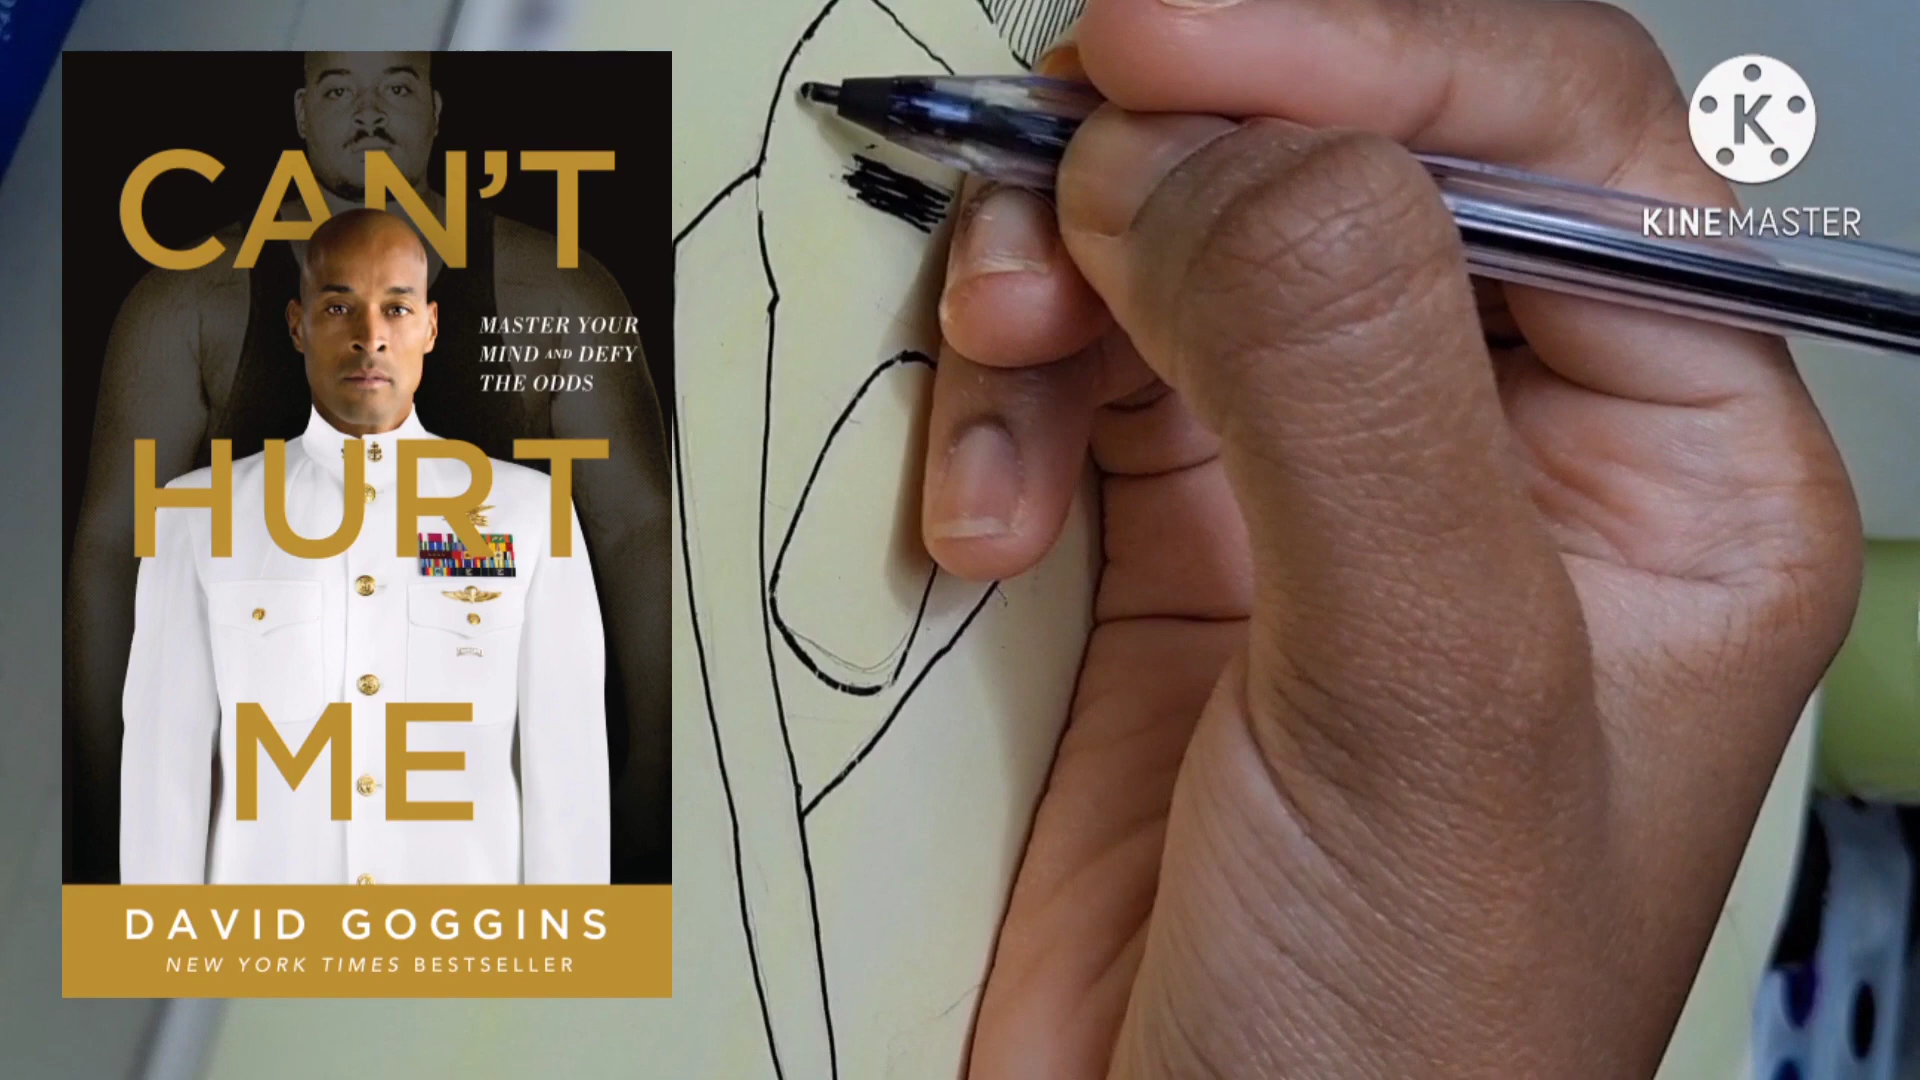 CAN'T
MASTER YOUR
MIND AND DEFY
THE ODDS
HURT
ME
DAVID GOGGINS
NEW YORK TIMES BESTSELLER
K
KINEMASTER